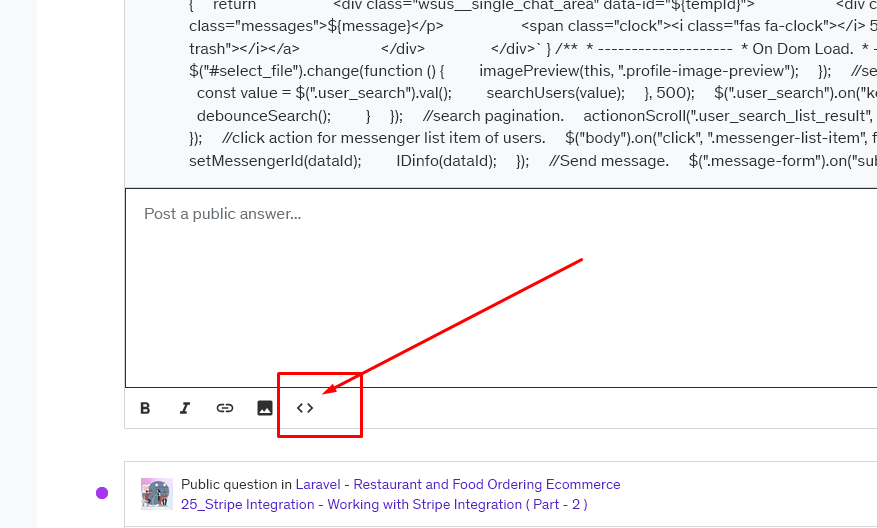 {     return                   <div class="wsus__single_chat_area" data-id="${tempId}">                    <div c
class="messages">${message}</p>                    <span class="clock"><i class="fas fa-clock"></i> 5
trash"></i></a>                    </div>                </div>` } /**  * --------------------  * On Dom Load.  * -
$("#select_file").change(function () {        imagePreview(this, ".profile-image-preview");     });     //se
const value = $(".user_search").val();        searchUsers(value);     }, 500);     $(".user_search").on("ke
debounceSearch();        }     });     //search pagination.     actiononScroll(".user_search_list_result",
});     //click action for messenger list item of users.     $("body").on("click", ".messenger-list-item", f
setMessengerId(dataId);        IDinfo(dataId);     });     //Send message.     $(".message-form").on("sub
Post a public answer...
B I <>
Public question in Laravel - Restaurant and Food Ordering Ecommerce
25_Stripe Integration - Working with Stripe Integration ( Part - 2 )